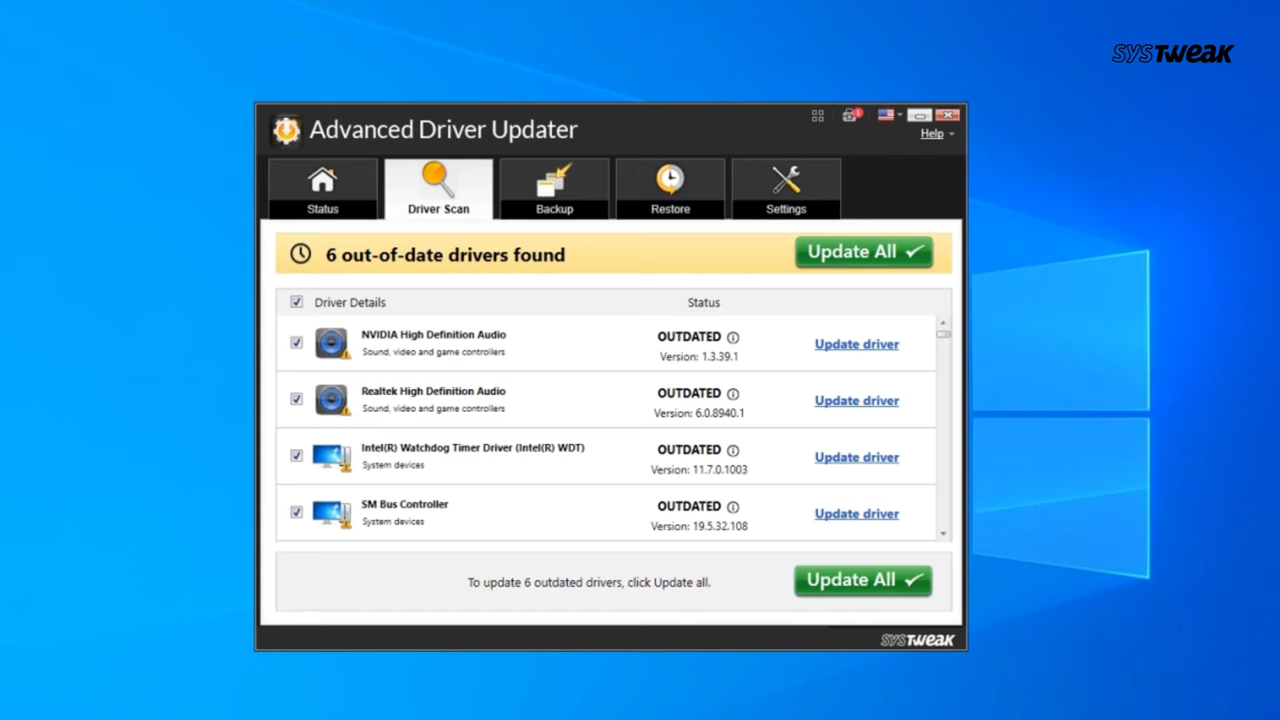 SYSTWEAK
Advanced Driver Updater
Help
Status
Driver Scan
Backup
Restore
Settings
6 out-of-date drivers found
Update All
Driver Details
Status
NVIDIA High Definition Audio
Sound, video and game controllers
OUTDATED
Version: 1.3.39.1
Update driver
Realtek High Definition Audio
Sound, video and game controllers
OUTDATED
Version: 6.0.8940.1
Update driver
Intel(R) Watchdog Timer Driver (Intel(R) WDT)
System devices
OUTDATED
Version: 11.7.0.1003
Update driver
SM Bus Controller
System devices
OUTDATED
Version: 19.5.32.108
Update driver
To update 6 outdated drivers, click Update all.
Update All
SYSTWEAK